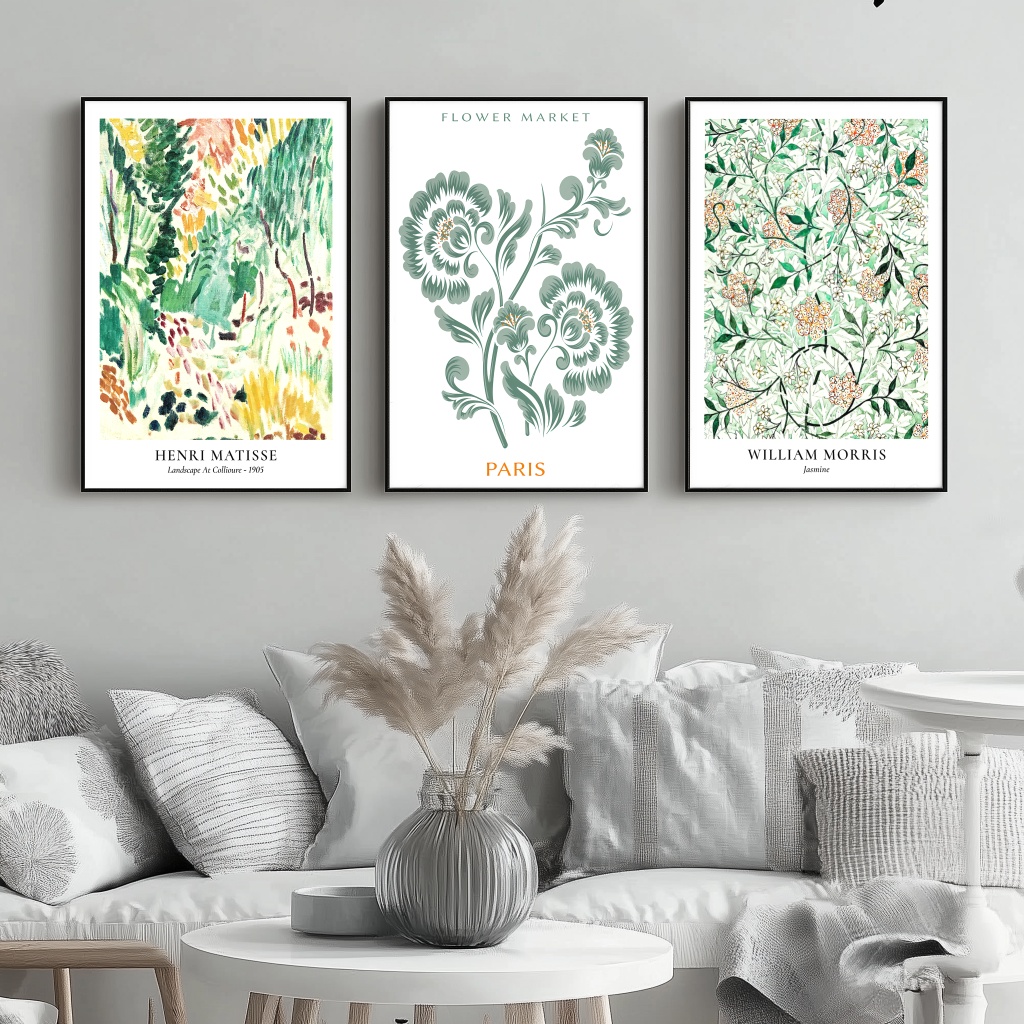 HENRI MATISSE
Landscape At Collioure - 1905
FLOWER MARKET
PARIS
WILLIAM MORRIS
Jasmine